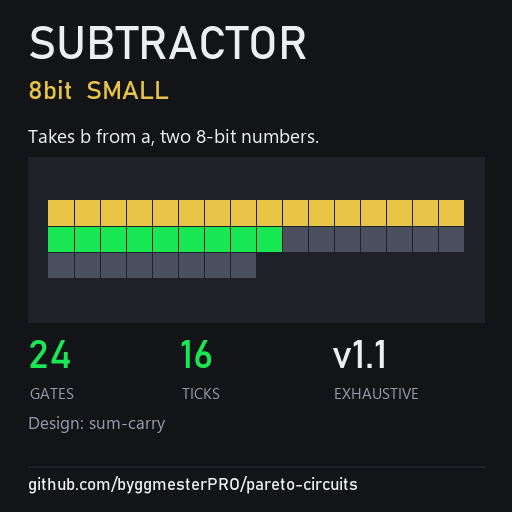 SUBTRACTOR
8bit SMALL
Takes b from a, two 8-bit numbers.
24 16 v1.1
GATES TICKS EXHAUSTIVE
Design: sum-carry
github.com/byggmesterPRO/pareto-circuits